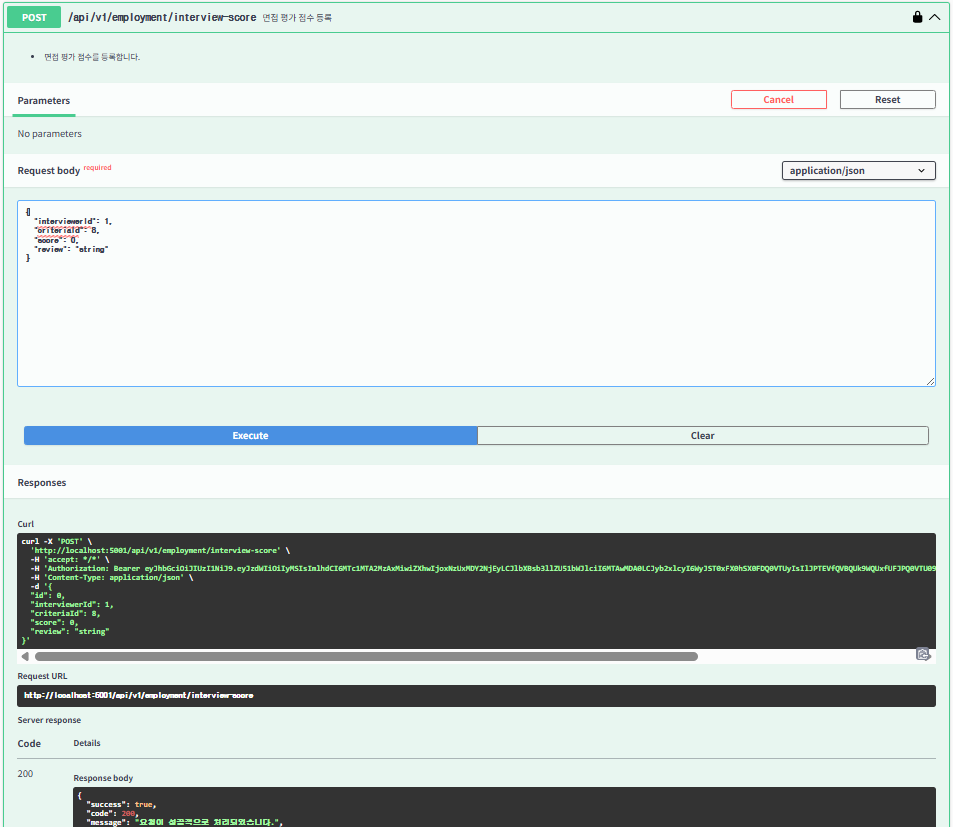 POST /api/v1/employment/interview-score 면접 평가 점수 등록
• 면접 평가 점수를 등록합니다.
Parameters
Cancel
Reset
No parameters
Request body required
application/json
{
"interviewerId": 1,
"criteriaId": 8,
"score": 0,
"review": "string"
}
Execute
Clear
Responses
Curl
curl -X 'POST' \
'http://localhost:5001/api/v1/employment/interview-score' \
-H 'accept: */*' \
-H 'Authorization: Bearer
-H 'Content-Type: application/json' \
-d '{
"id": 0,
"interviewerId": 1,
"criteriaId": 8,
"score": 0,
"review": "string"
}'
Request URL
http://localhost:5001/api/v1/employment/interview-score
Server response
Code
Details
200
Response body
{
"success": true,
"code": 200,
"message": "요청이 성공적으로 처리되었습니다.",